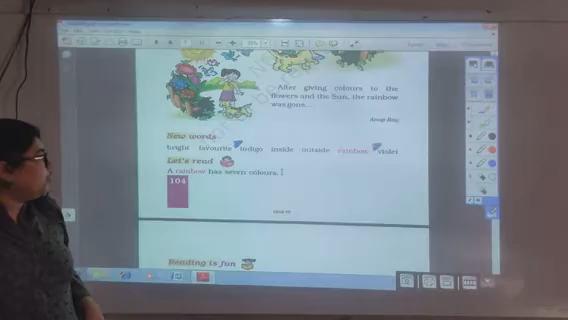 After giving colours to the
flowers and the Sun, the rainbow
was gone...
Anup Roy
New words
bright favourite indigo inside outside rainbow violet
Let's read
A rainbow has seven colours.
104
Reading is fun